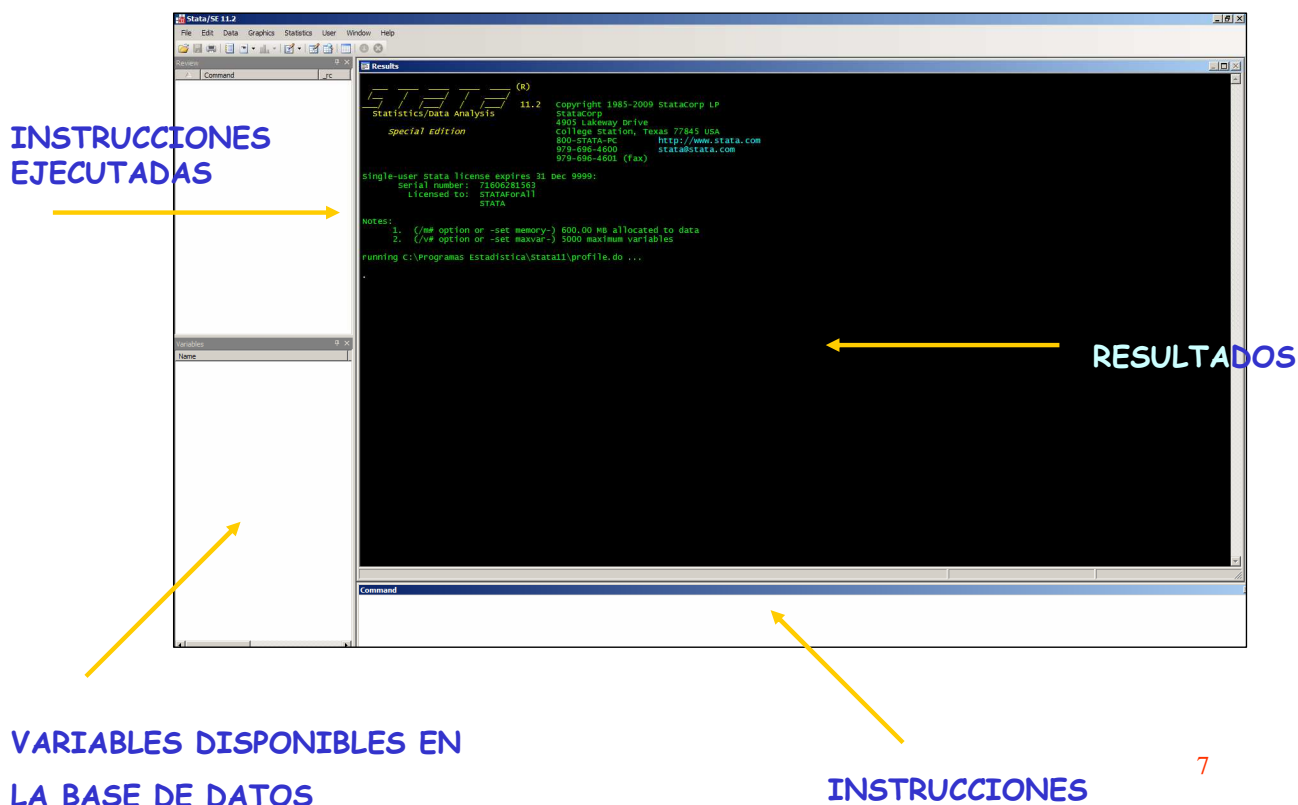 Stata/SE 11.2
File Edit Data Graphics Statistics User Window Help
Review
Command _rc
Results
(R)
STATA 11.2 Copyright 1985-2009 StataCorp LP
Statistics/Data Analysis StataCorp
4905 Lakeway Drive
Special Edition College Station, Texas 77845 USA
800-STATA-PC http://www.stata.com
979-696-4600 stata@stata.com
979-696-4601 (fax)
Single-user Stata license expires 31 Dec 9999:
Serial number: 71606281563
Licensed to: STATAForAll
STATA
Notes:
1. (/m# option or -set memory-) 600.00 MB allocated to data
2. (/v# option or -set maxvar-) 5000 maximum variables
running C:\Programas Estadística\Stata11\profile.do ...
.
Variables
Name
Command
INSTRUCCIONES
EJECUTADAS
RESULTADOS
VARIABLES DISPONIBLES EN
LA BASE DE DATOS
INSTRUCCIONES
7